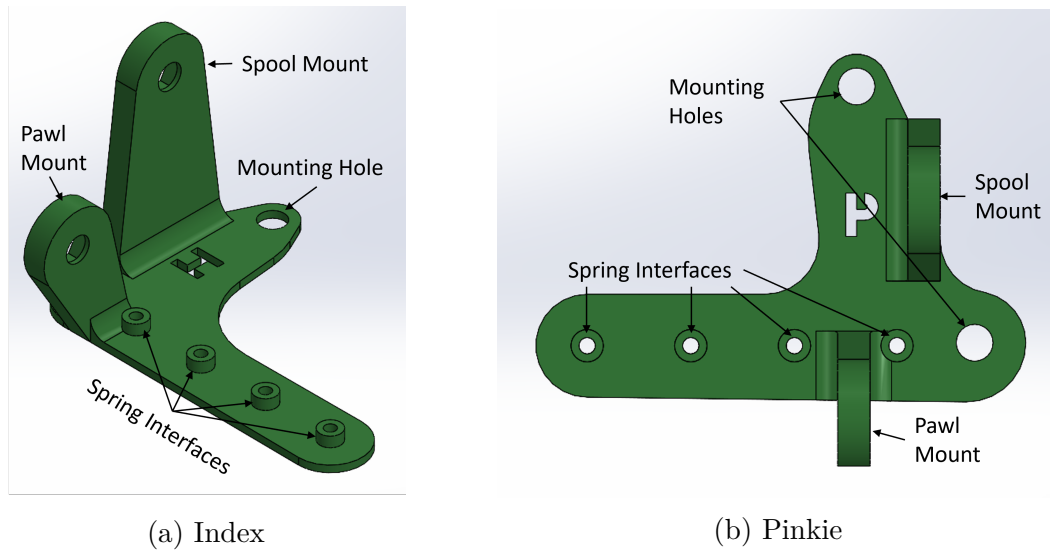 Spool Mount
Pawl
Mount
Mounting Hole
Spring Interfaces
(a) Index
Mounting
Holes
P
Spool
Mount
Spring Interfaces
Pawl
Mount
(b) Pinkie